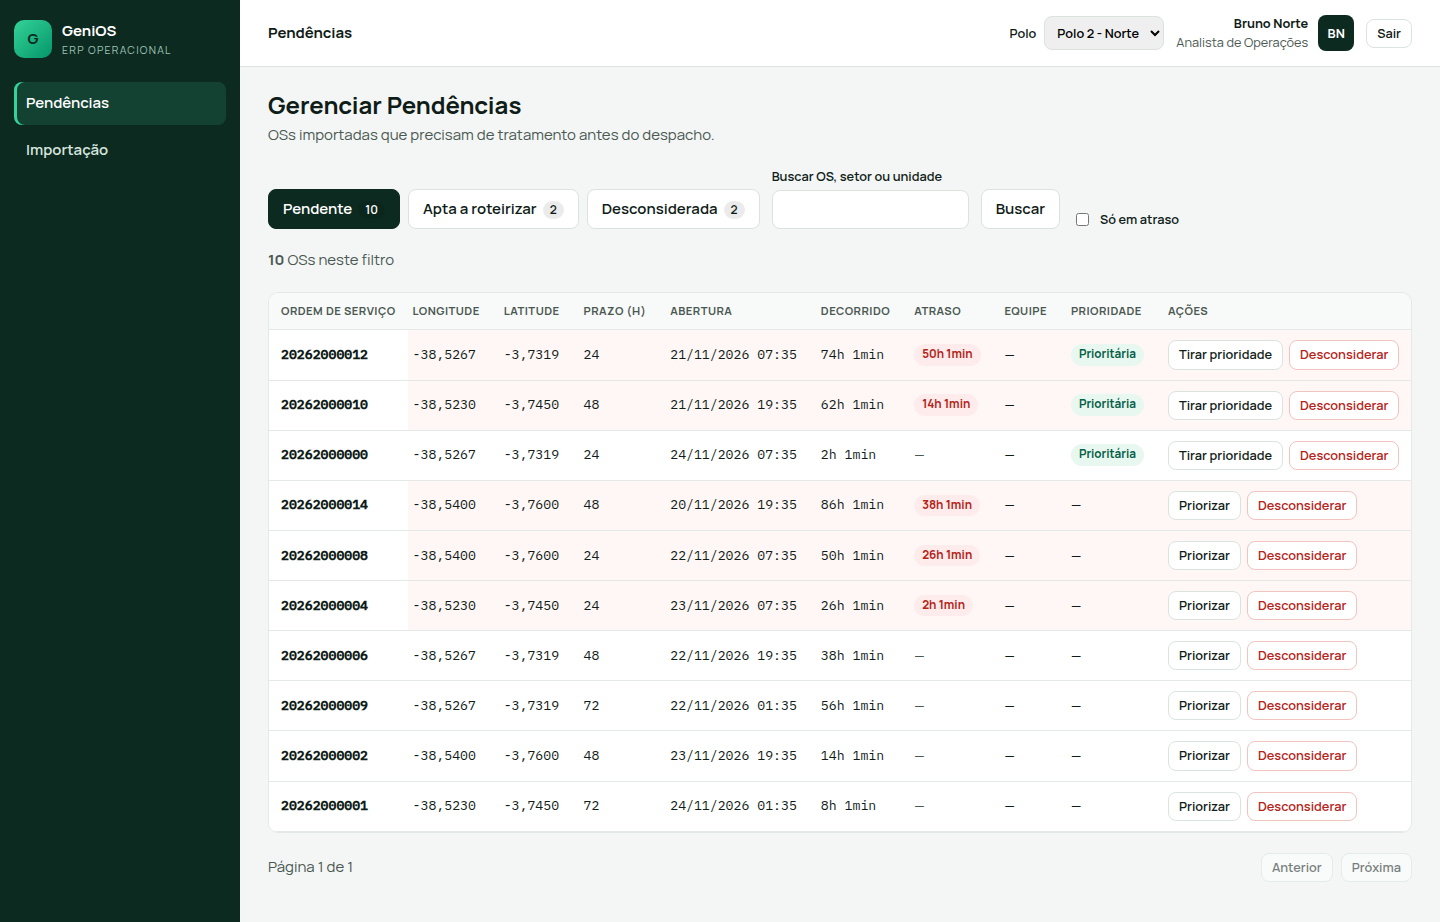 G
GeniOS
ERP OPERACIONAL
Pendências
Importação
Pendências
Polo
Polo 2 - Norte
Bruno Norte
Analista de Operações
BN
Sair
Gerenciar Pendências
OSs importadas que precisam de tratamento antes do despacho.
Buscar OS, setor ou unidade
Pendente 10
Apta a roteirizar 2
Desconsiderada 2
Buscar
Só em atraso
10 OSs neste filtro
ORDEM DE SERVIÇO LONGITUDE LATITUDE PRAZO (H) ABERTURA DECORRIDO ATRASO EQUIPE PRIORIDADE AÇÕES
20262000012 -38,5267 -3,7319 24 21/11/2026 07:35 74h 1min 50h 1min — Prioritária Tirar prioridade Desconsiderar
20262000010 -38,5230 -3,7450 48 21/11/2026 19:35 62h 1min 14h 1min — Prioritária Tirar prioridade Desconsiderar
20262000000 -38,5267 -3,7319 24 24/11/2026 07:35 2h 1min — — Prioritária Tirar prioridade Desconsiderar
20262000014 -38,5400 -3,7600 48 20/11/2026 19:35 86h 1min 38h 1min — — Priorizar Desconsiderar
20262000008 -38,5400 -3,7600 24 22/11/2026 07:35 50h 1min 26h 1min — — Priorizar Desconsiderar
20262000004 -38,5230 -3,7450 24 23/11/2026 07:35 26h 1min 2h 1min — — Priorizar Desconsiderar
20262000006 -38,5267 -3,7319 48 22/11/2026 19:35 38h 1min — — — Priorizar Desconsiderar
20262000009 -38,5267 -3,7319 72 22/11/2026 01:35 56h 1min — — — Priorizar Desconsiderar
20262000002 -38,5400 -3,7600 48 23/11/2026 19:35 14h 1min — — — Priorizar Desconsiderar
20262000001 -38,5230 -3,7450 72 24/11/2026 01:35 8h 1min — — — Priorizar Desconsiderar
Página 1 de 1
Anterior
Próxima